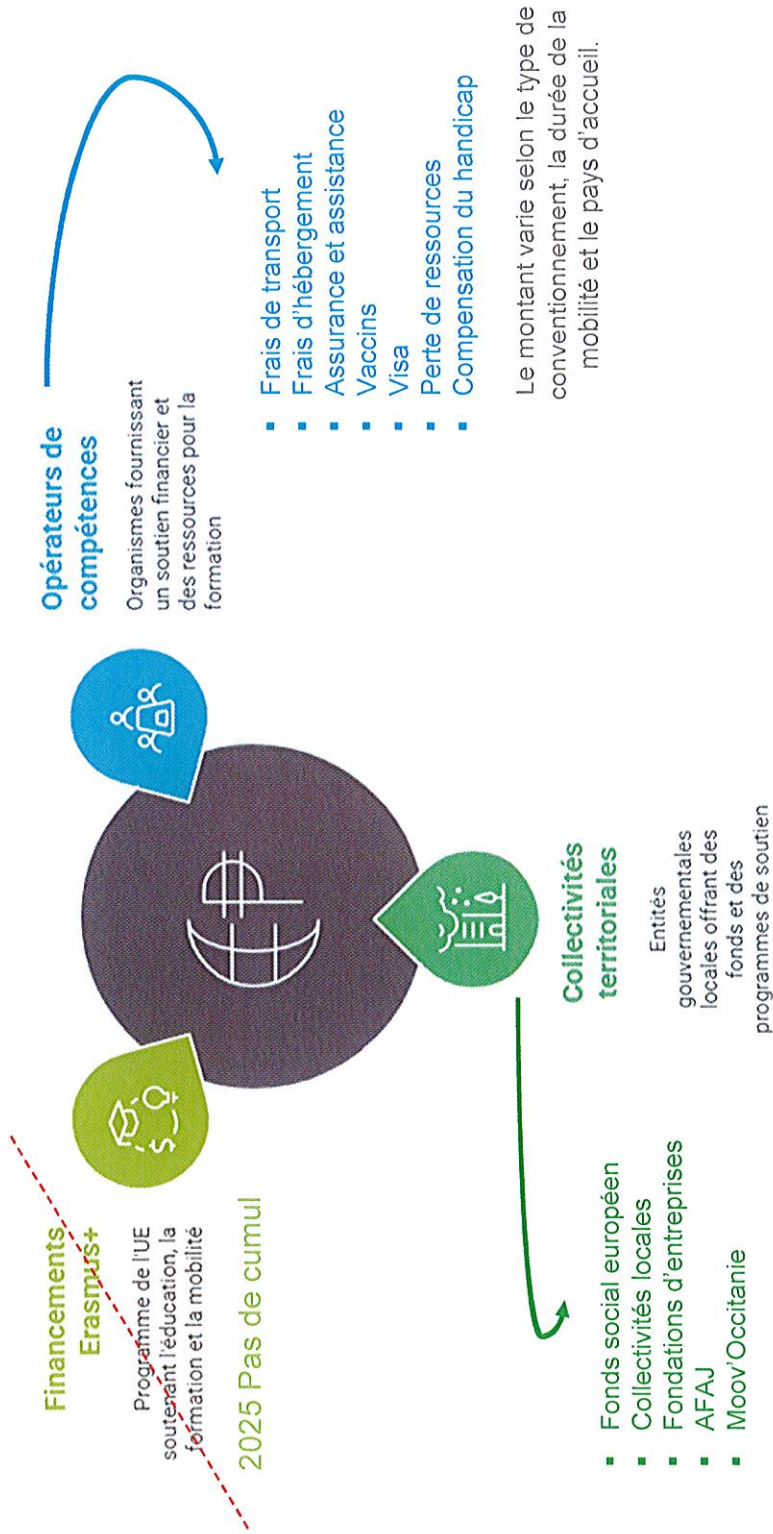 Financements
Erasmus+
Programme de l'UE
soutenant l'éducation, la
formation et la mobilité
2025 Pas de cumul
Opérateurs de
compétences
Organismes fournissant
un soutien financier et
des ressources pour la
formation
▪ Frais de transport
▪ Frais d'hébergement
▪ Assurance et assistance
▪ Vaccins
▪ Visa
▪ Perte de ressources
▪ Compensation du handicap
Le montant varie selon le type de
conventionnement, la durée de la
mobilité et le pays d'accueil.
Collectivités
territoriales
Entités
gouvernementales
locales offrant des
fonds et des
programmes de soutien
▪ Fonds social européen
▪ Collectivités locales
▪ Fondations d'entreprises
▪ AFAJ
▪ Moov'Occitanie